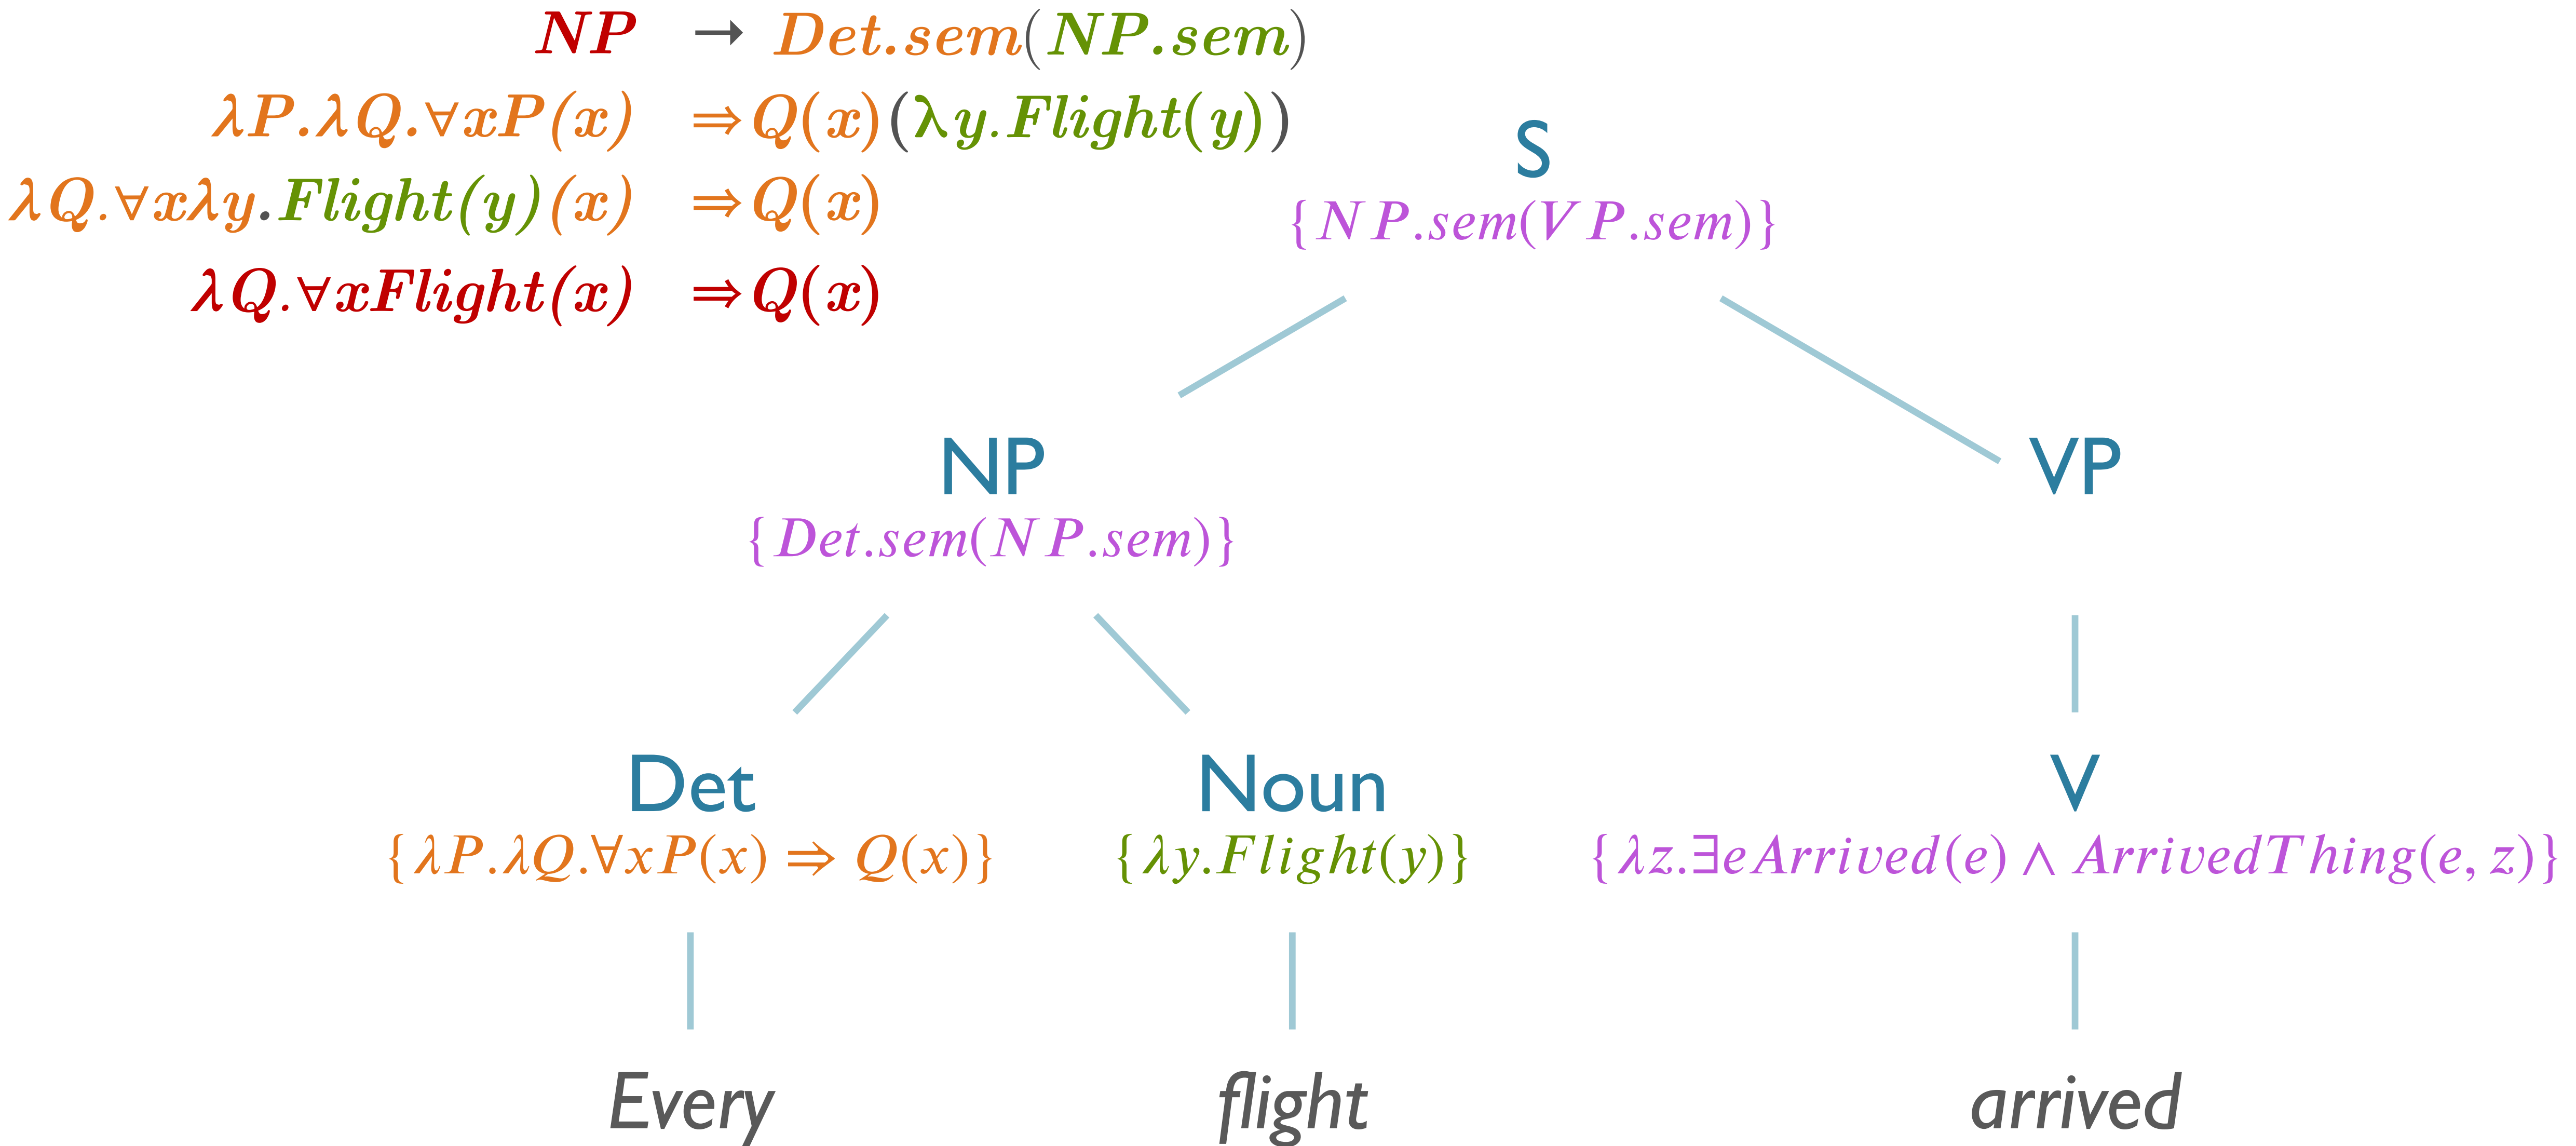 NP → Det.sem(NP.sem)
λP.λQ.∀xP(x) ⇒Q(x)(λy.Flight(y))
λQ.∀xλy.Flight(y)(x) ⇒Q(x)
λQ.∀xFlight(x) ⇒Q(x)
S
{NP.sem(VP.sem)}
NP
VP
{Det.sem(NP.sem)}
Det Noun V
{λP.λQ.∀xP(x) ⇒ Q(x)} {λy.Flight(y)} {λz.∃eArrived(e) ∧ ArrivedThing(e, z)}
Every flight arrived